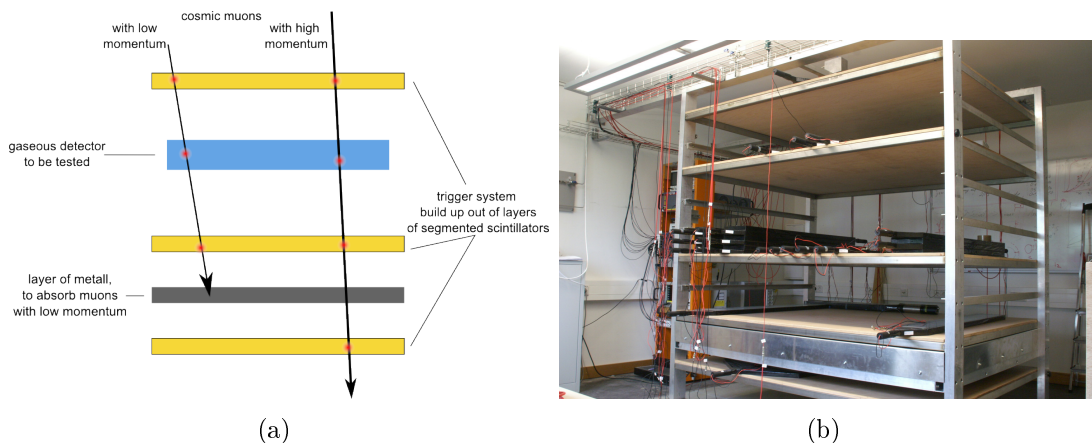 cosmic muons
with low
momentum
with high
momentum
gaseous detector
to be tested
trigger system
build up out of layers
of segmented scintillators
layer of metall,
to absorb muons
with low momentum
(a)
(b)